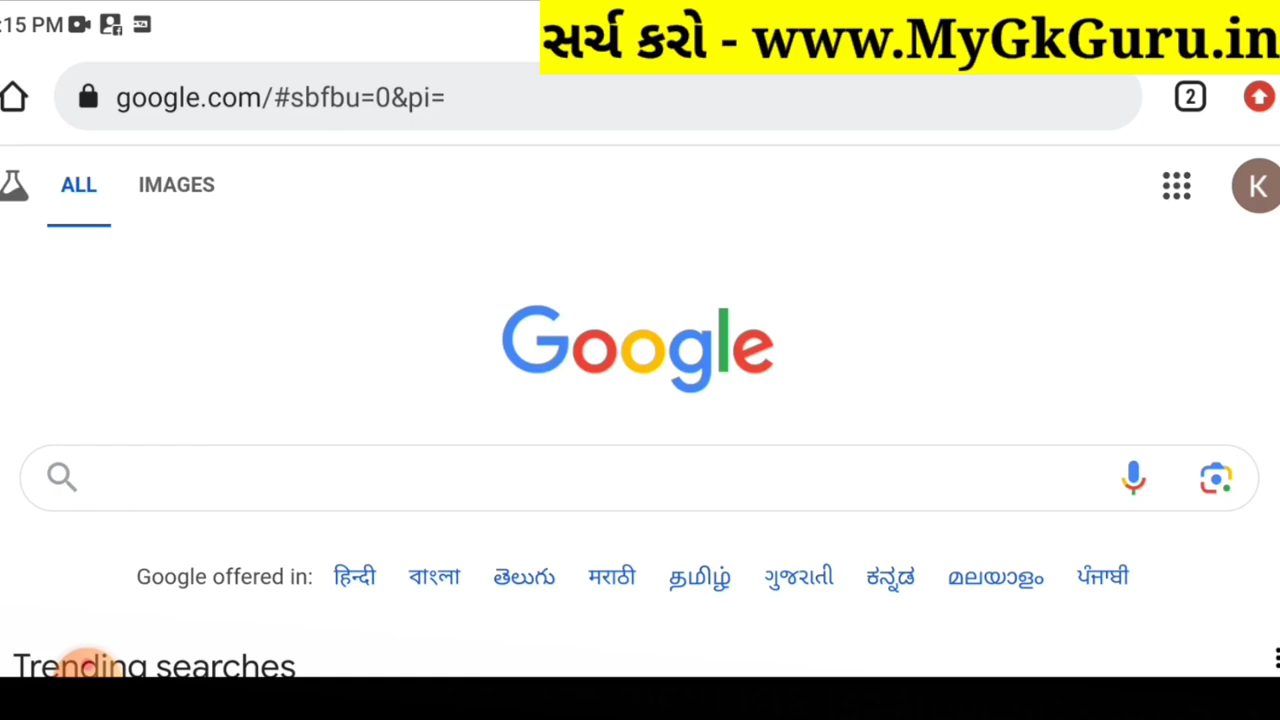 :15 PM
સર્ચ કરો - www.MyGkGuru.in
google.com/#sbfbu=0&pi=
2
ALL IMAGES
K
Google
Google offered in: हिन्दी বাংলা తెలుగు मराठी தமிழ் ગુજરાતી ಕನ್ನಡ മലയാളം ਪੰਜਾਬੀ
Trending searches